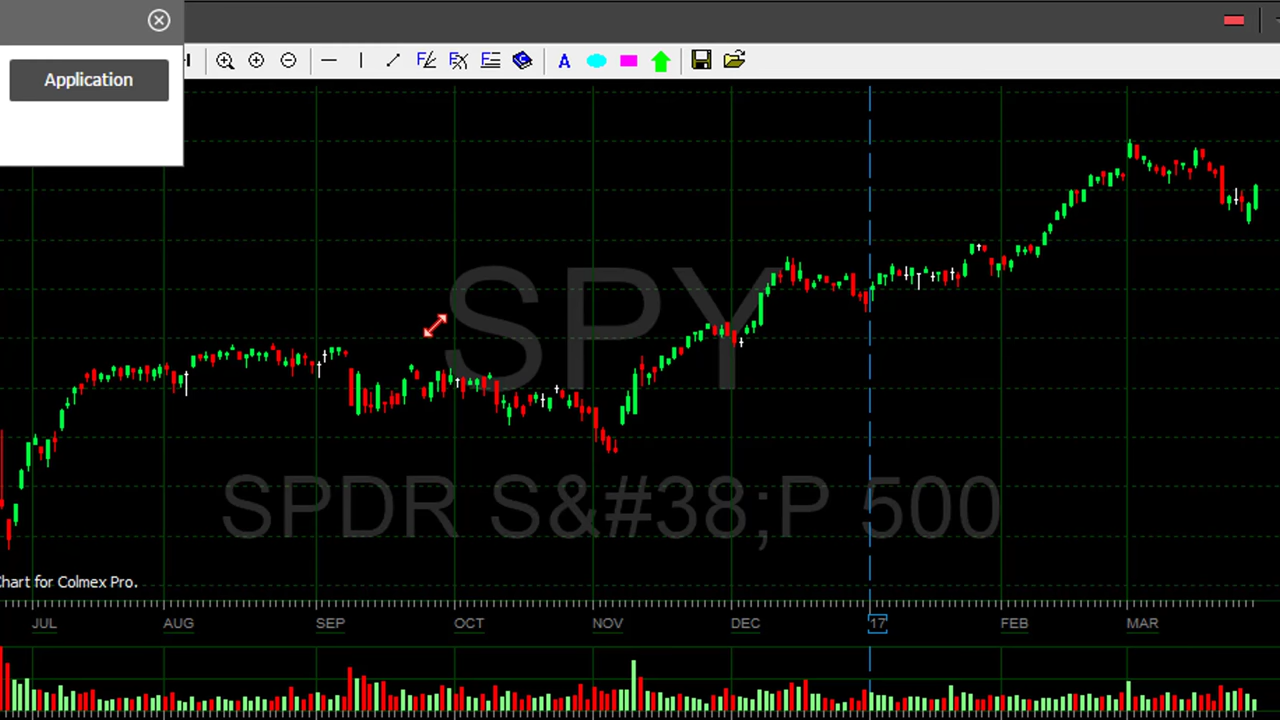 Application
A
SPY
SPDR S&#38;P 500
Chart for Colmex Pro.
JUL AUG SEP OCT NOV DEC 17 FEB MAR